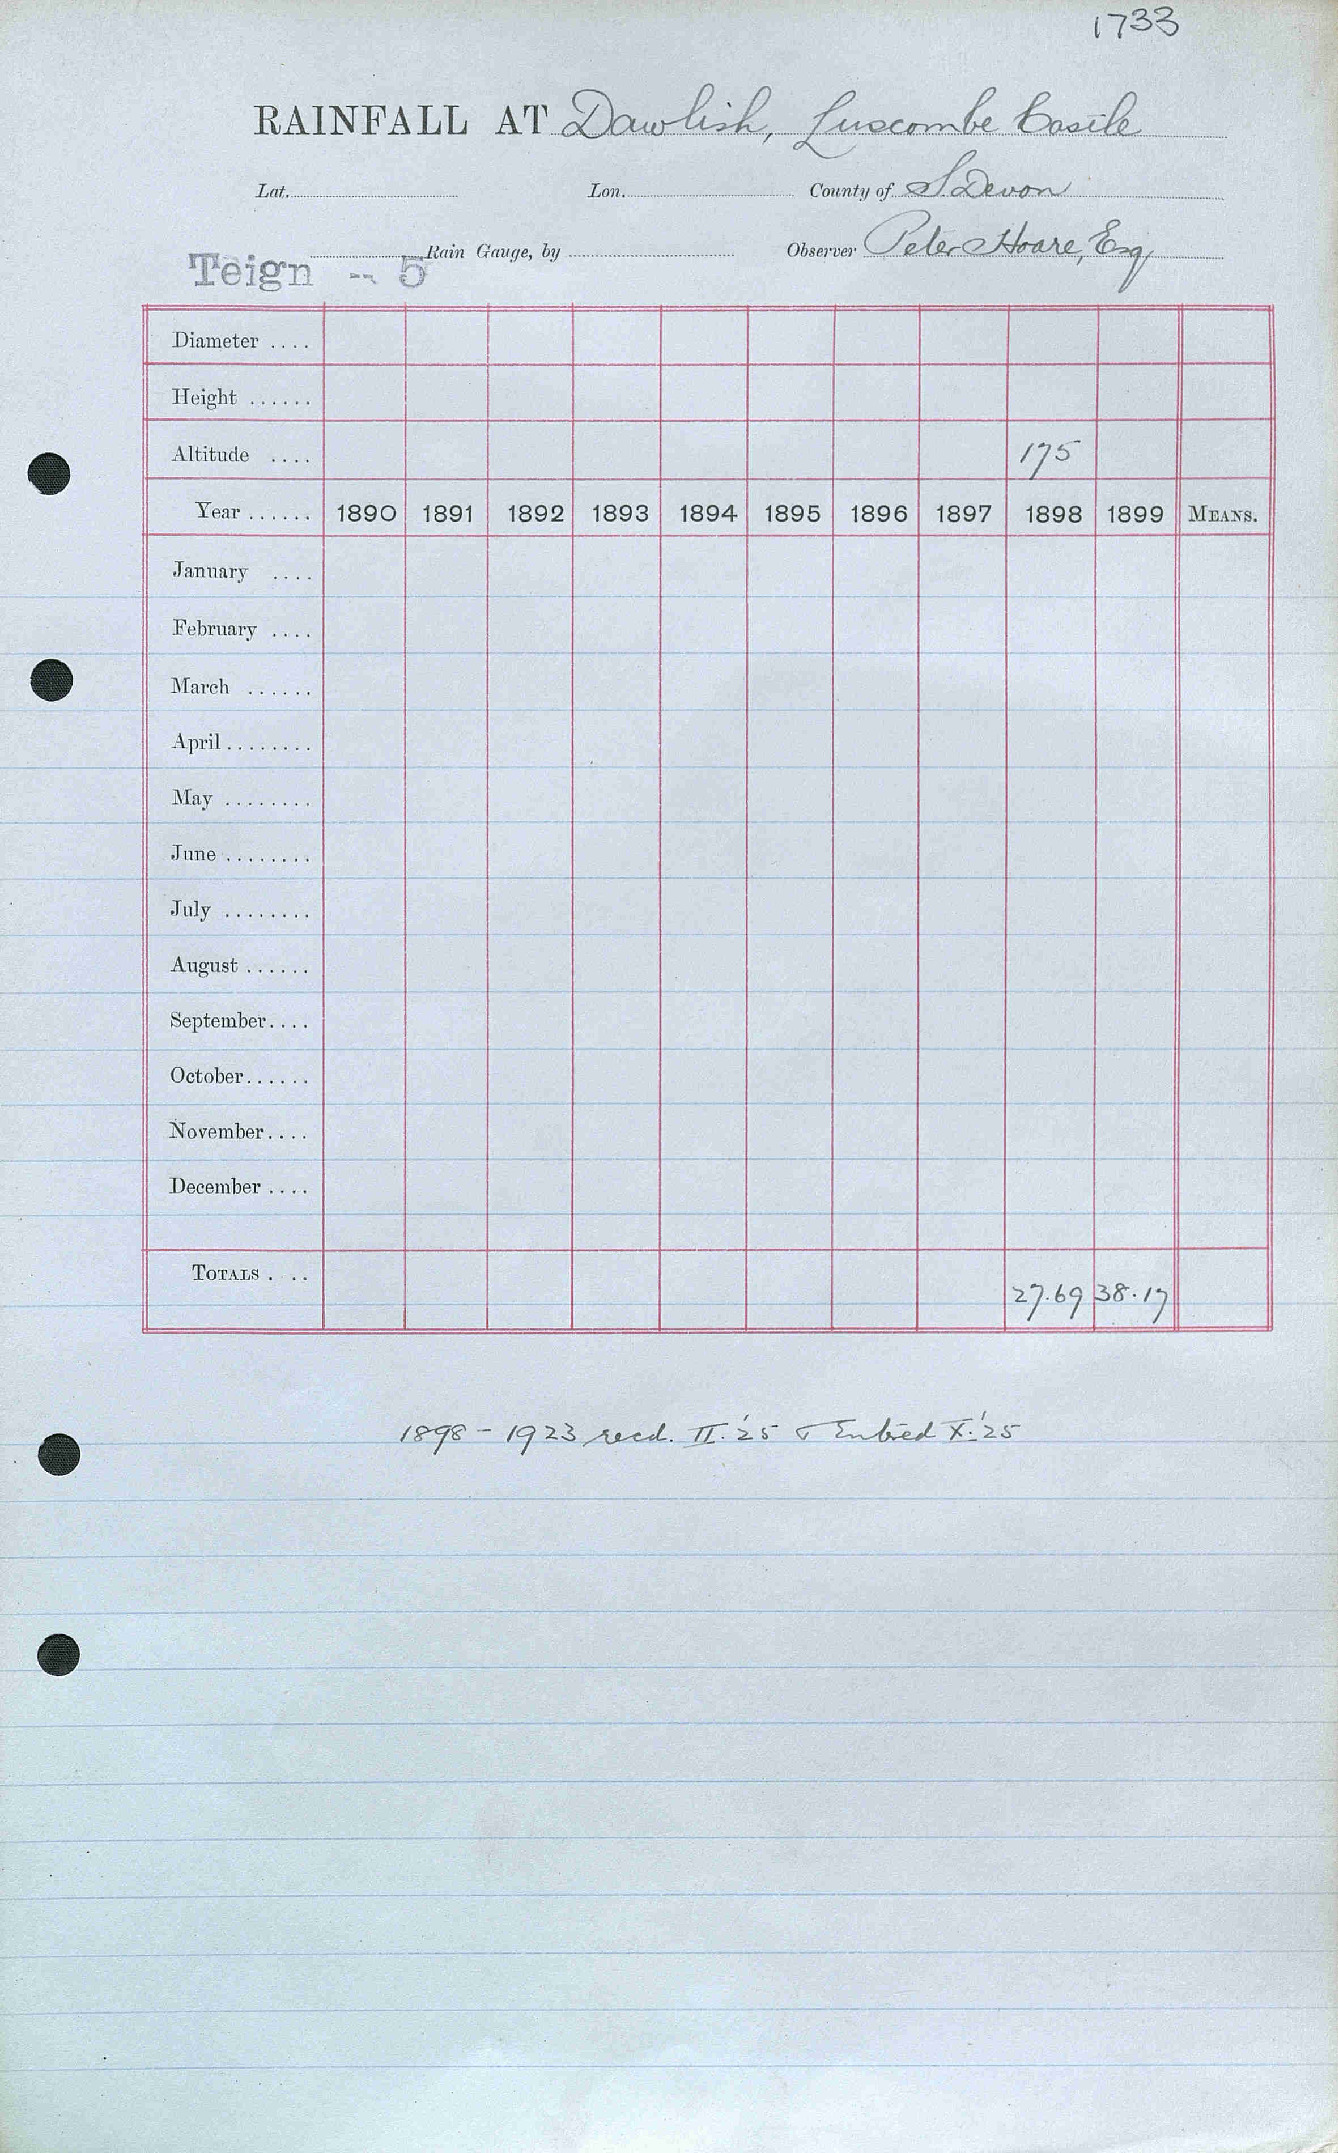 1733
RAINFALL AT Dawlish, Luscombe Castle
Lat. Lon. County of S Devon
Rain Gauge, by Observer Peter Hoare, Esq
Teign -- 5
Diameter ....
Height ......
Altitude .... 175
Year ...... 1890 1891 1892 1893 1894 1895 1896 1897 1898 1899 MEANS.
January ....
February ....
March ......
April ........
May ........
June ........
July ........
August ......
September....
October......
November....
December ....
TOTALS . .. 27.69 38.17
1898 - 1923 recd. II.'25 & Entred X.'25